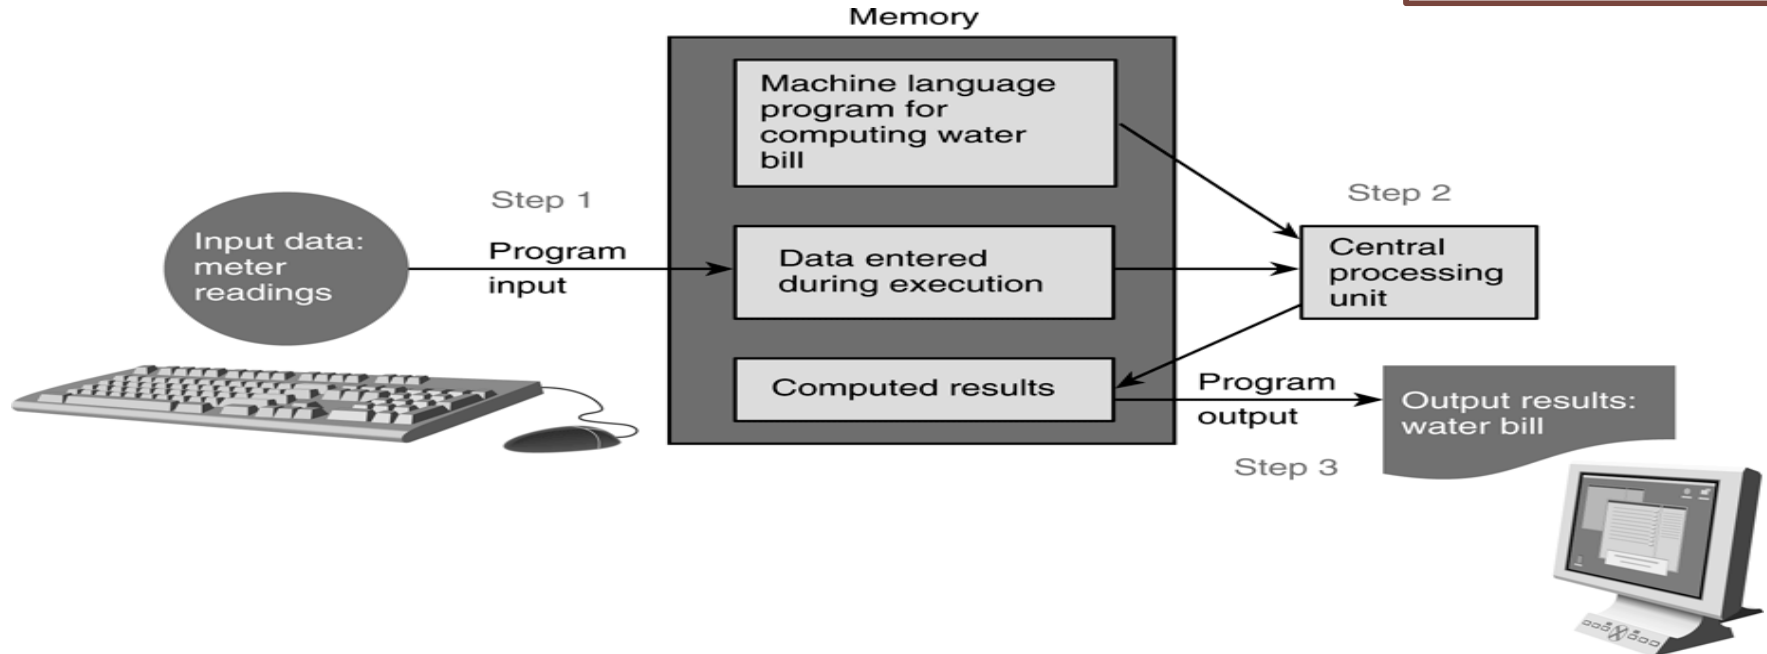 Memory
Machine language
program for
computing water
bill
Step 1
Step 2
Input data:
meter
readings
Program
input
Data entered
during execution
Central
processing
unit
Computed results
Program
output
Output results:
water bill
Step 3